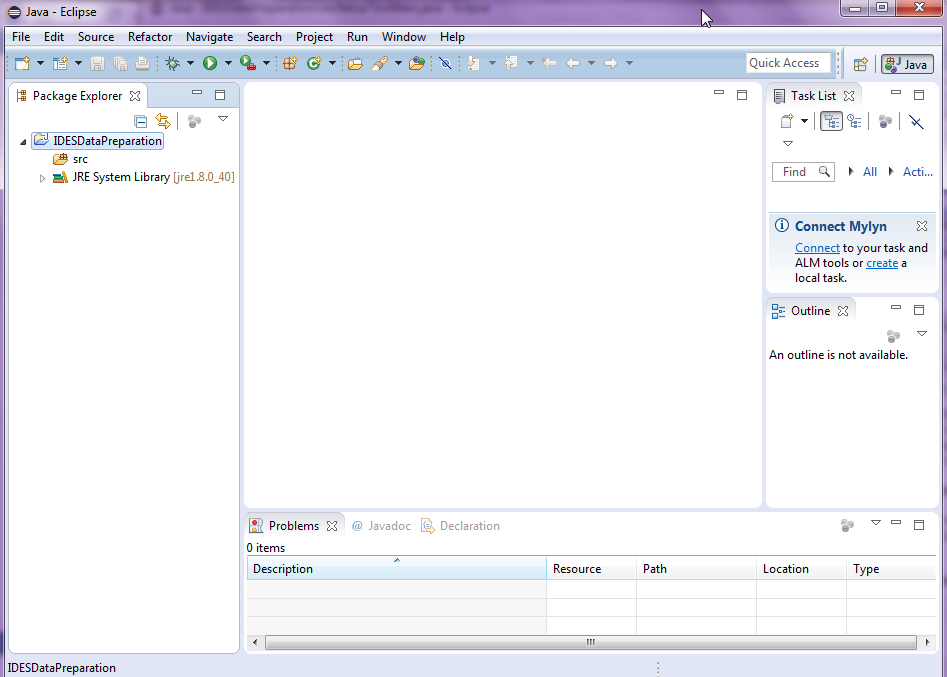 Java - Eclipse
File Edit Source Refactor Navigate Search Project Run Window Help
Quick Access
Java
Package Explorer
IDESDataPreparation
src
JRE System Library [jre1.8.0_40]
Task List
Find All Acti...
Connect Mylyn
Connect to your task and
ALM tools or create a
local task.
Outline
An outline is not available.
Problems @ Javadoc Declaration
0 items
Description Resource Path Location Type
IDESDataPreparation